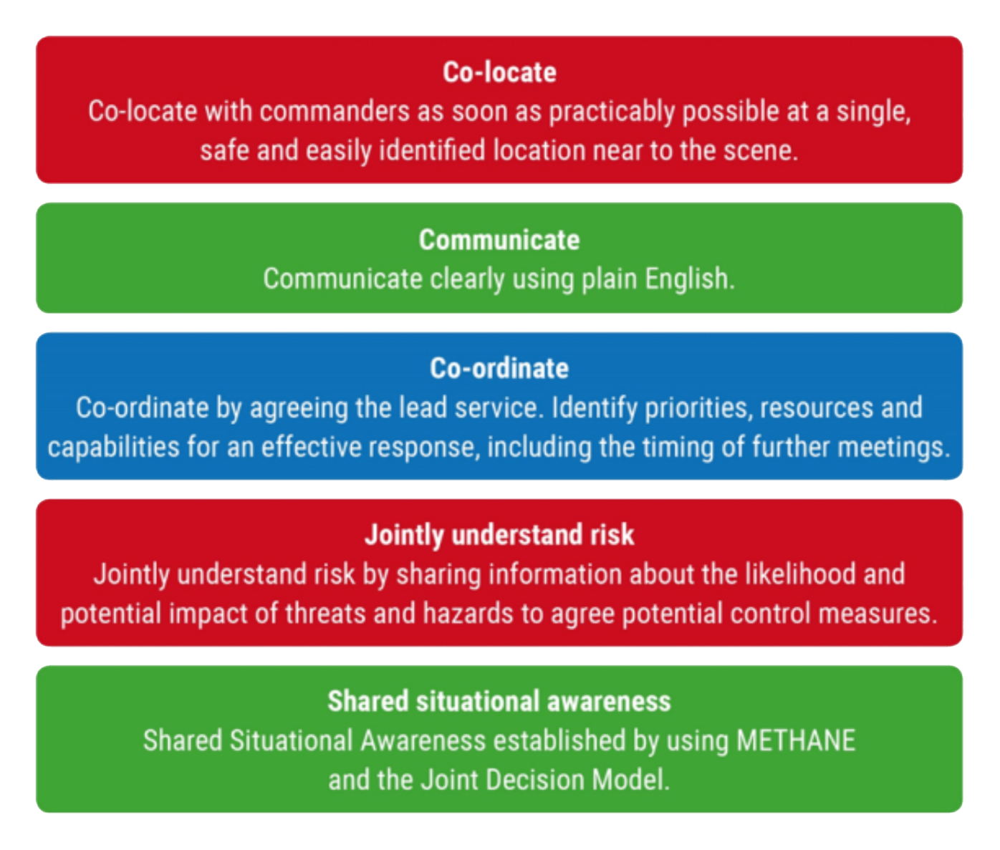 Co-locate
Co-locate with commanders as soon as practicably possible at a single,
safe and easily identified location near to the scene.
Communicate
Communicate clearly using plain English.
Co-ordinate
Co-ordinate by agreeing the lead service. Identify priorities, resources and
capabilities for an effective response, including the timing of further meetings.
Jointly understand risk
Jointly understand risk by sharing information about the likelihood and
potential impact of threats and hazards to agree potential control measures.
Shared situational awareness
Shared Situational Awareness established by using METHANE
and the Joint Decision Model.